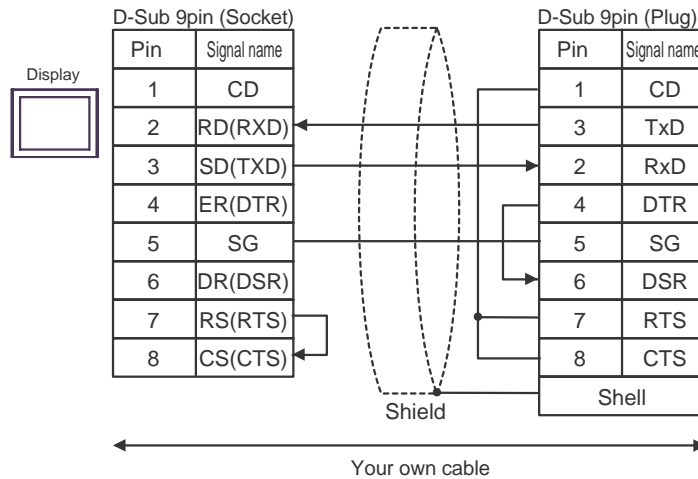 D-Sub 9pin (Socket) D-Sub 9pin (Plug)
Pin Signal name Pin Signal name
Display
1 CD 1 CD
2 RD(RXD) 3 TxD
3 SD(TXD) 2 RxD
4 ER(DTR) 4 DTR
5 SG 5 SG
6 DR(DSR) 6 DSR
7 RS(RTS) 7 RTS
8 CS(CTS) 8 CTS
Shell
Shield
Your own cable